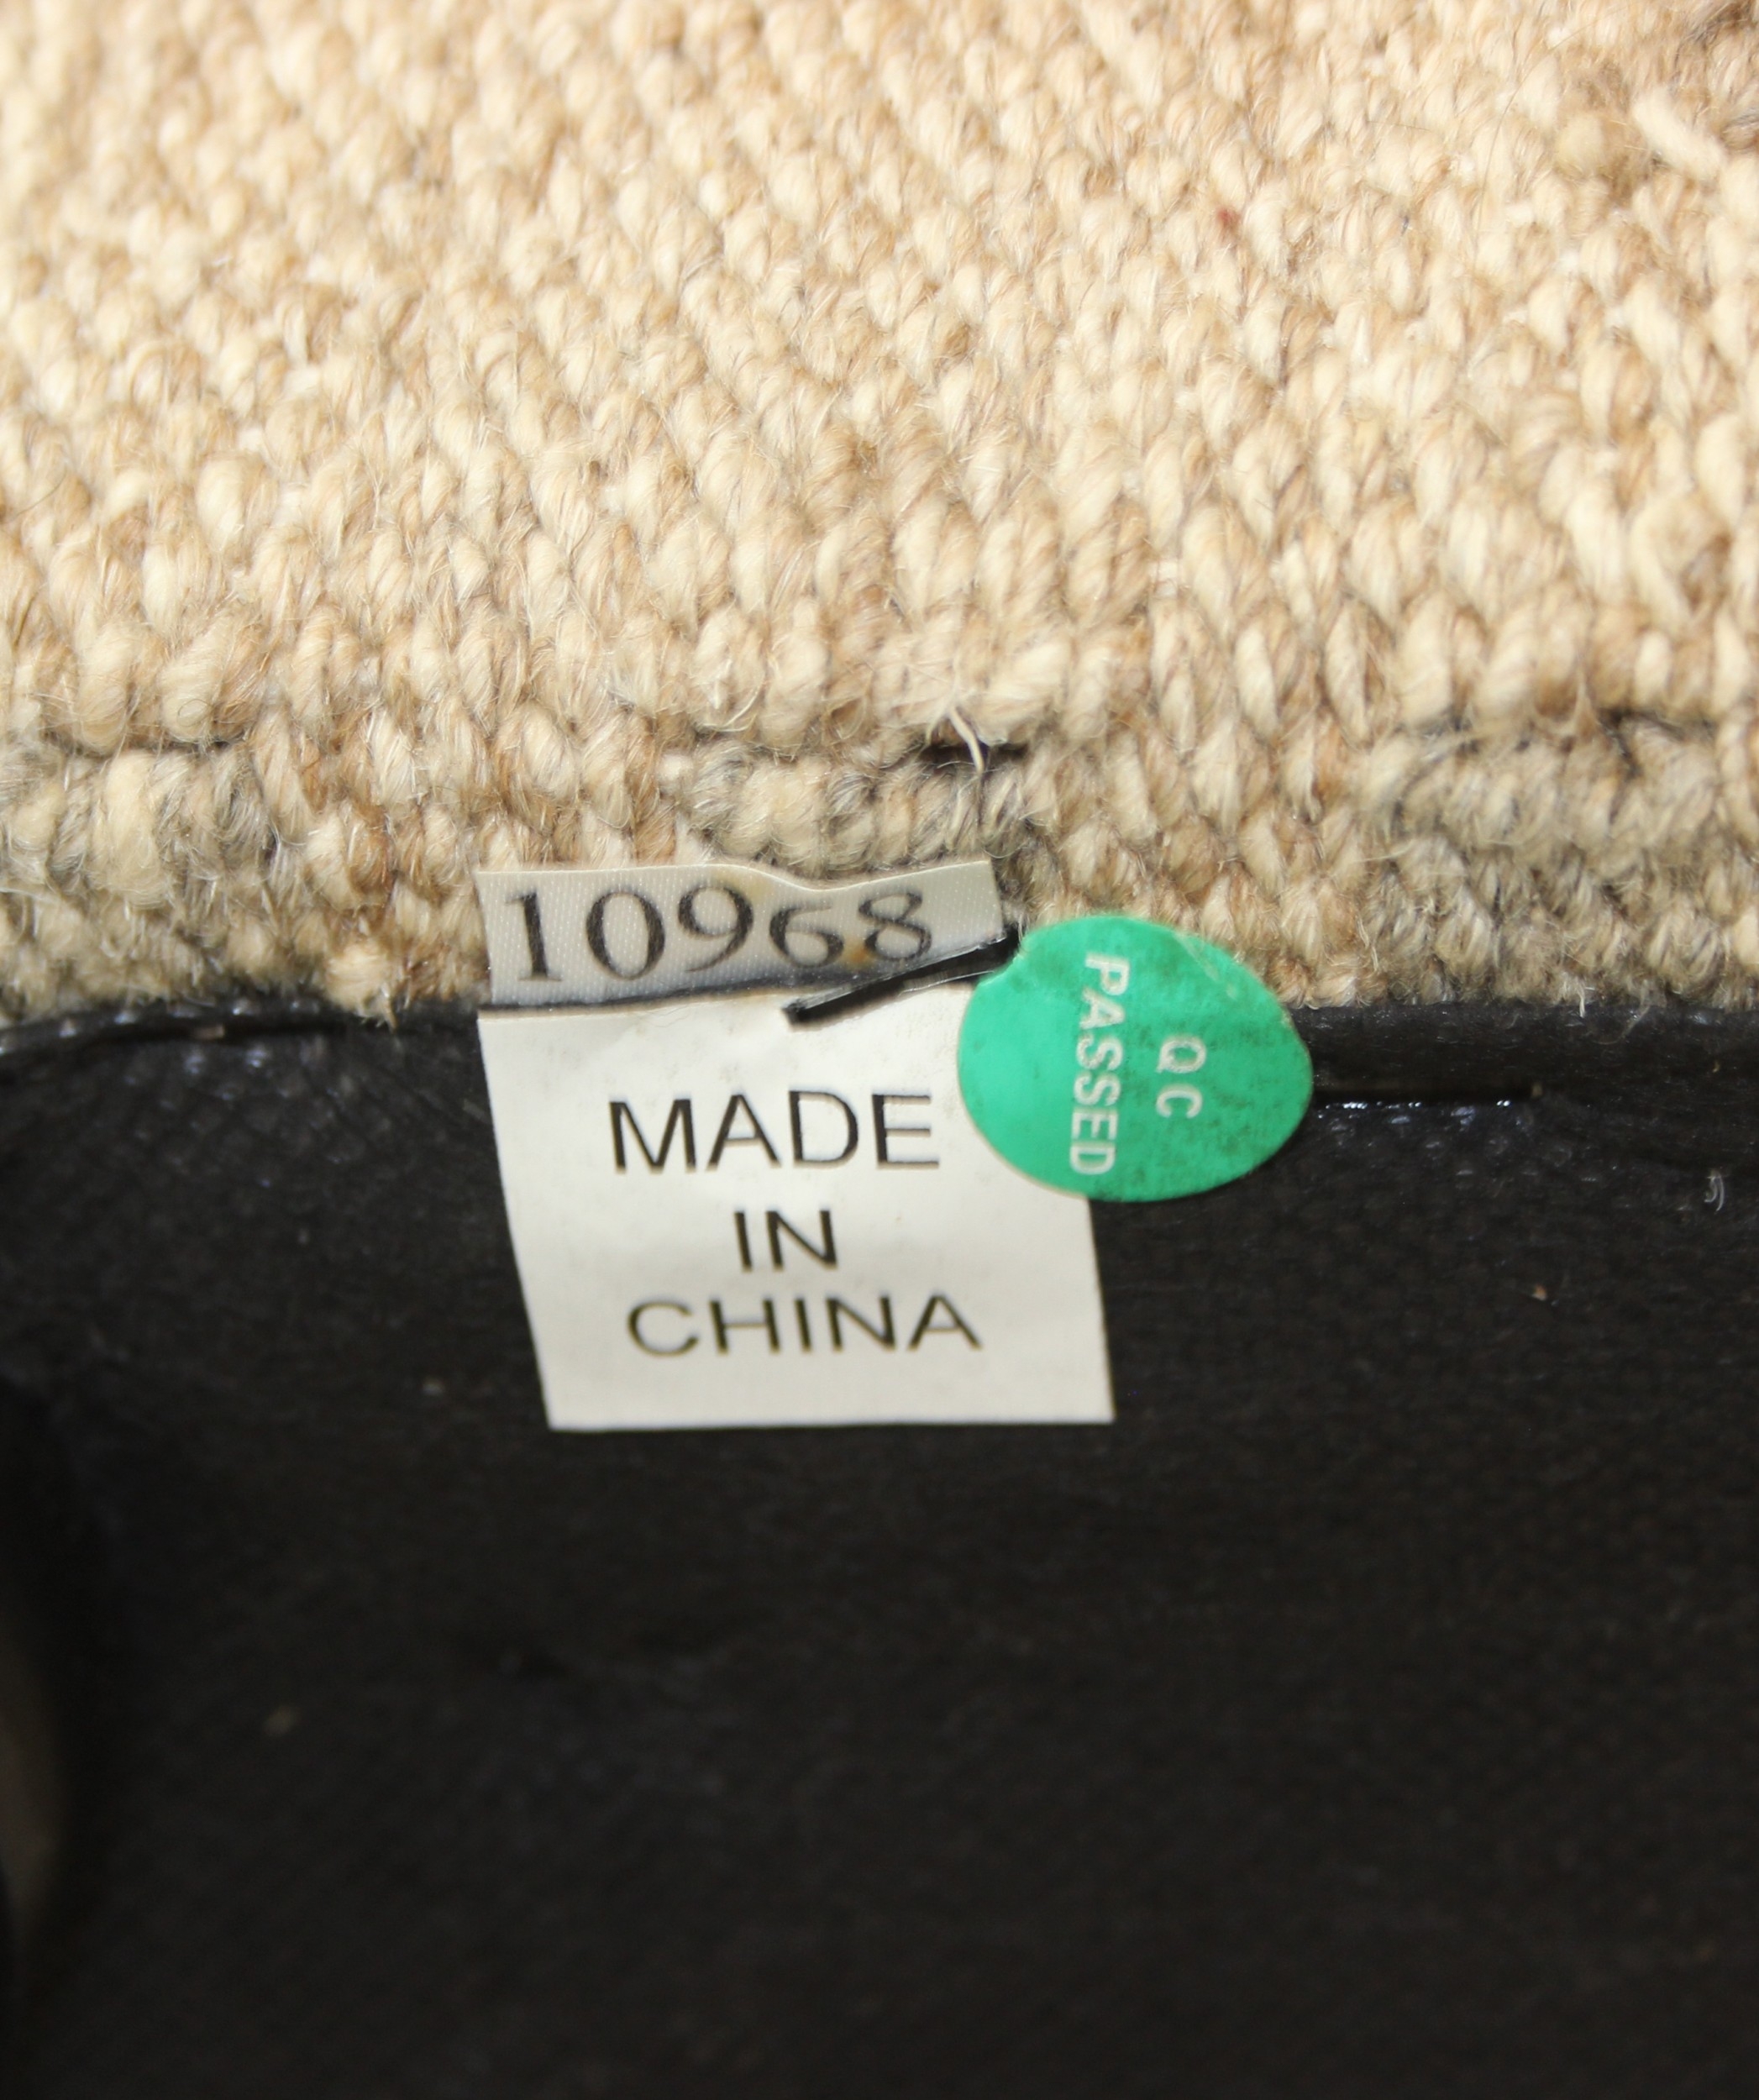 10968
MADE
IN
CHINA
QC
PASSED